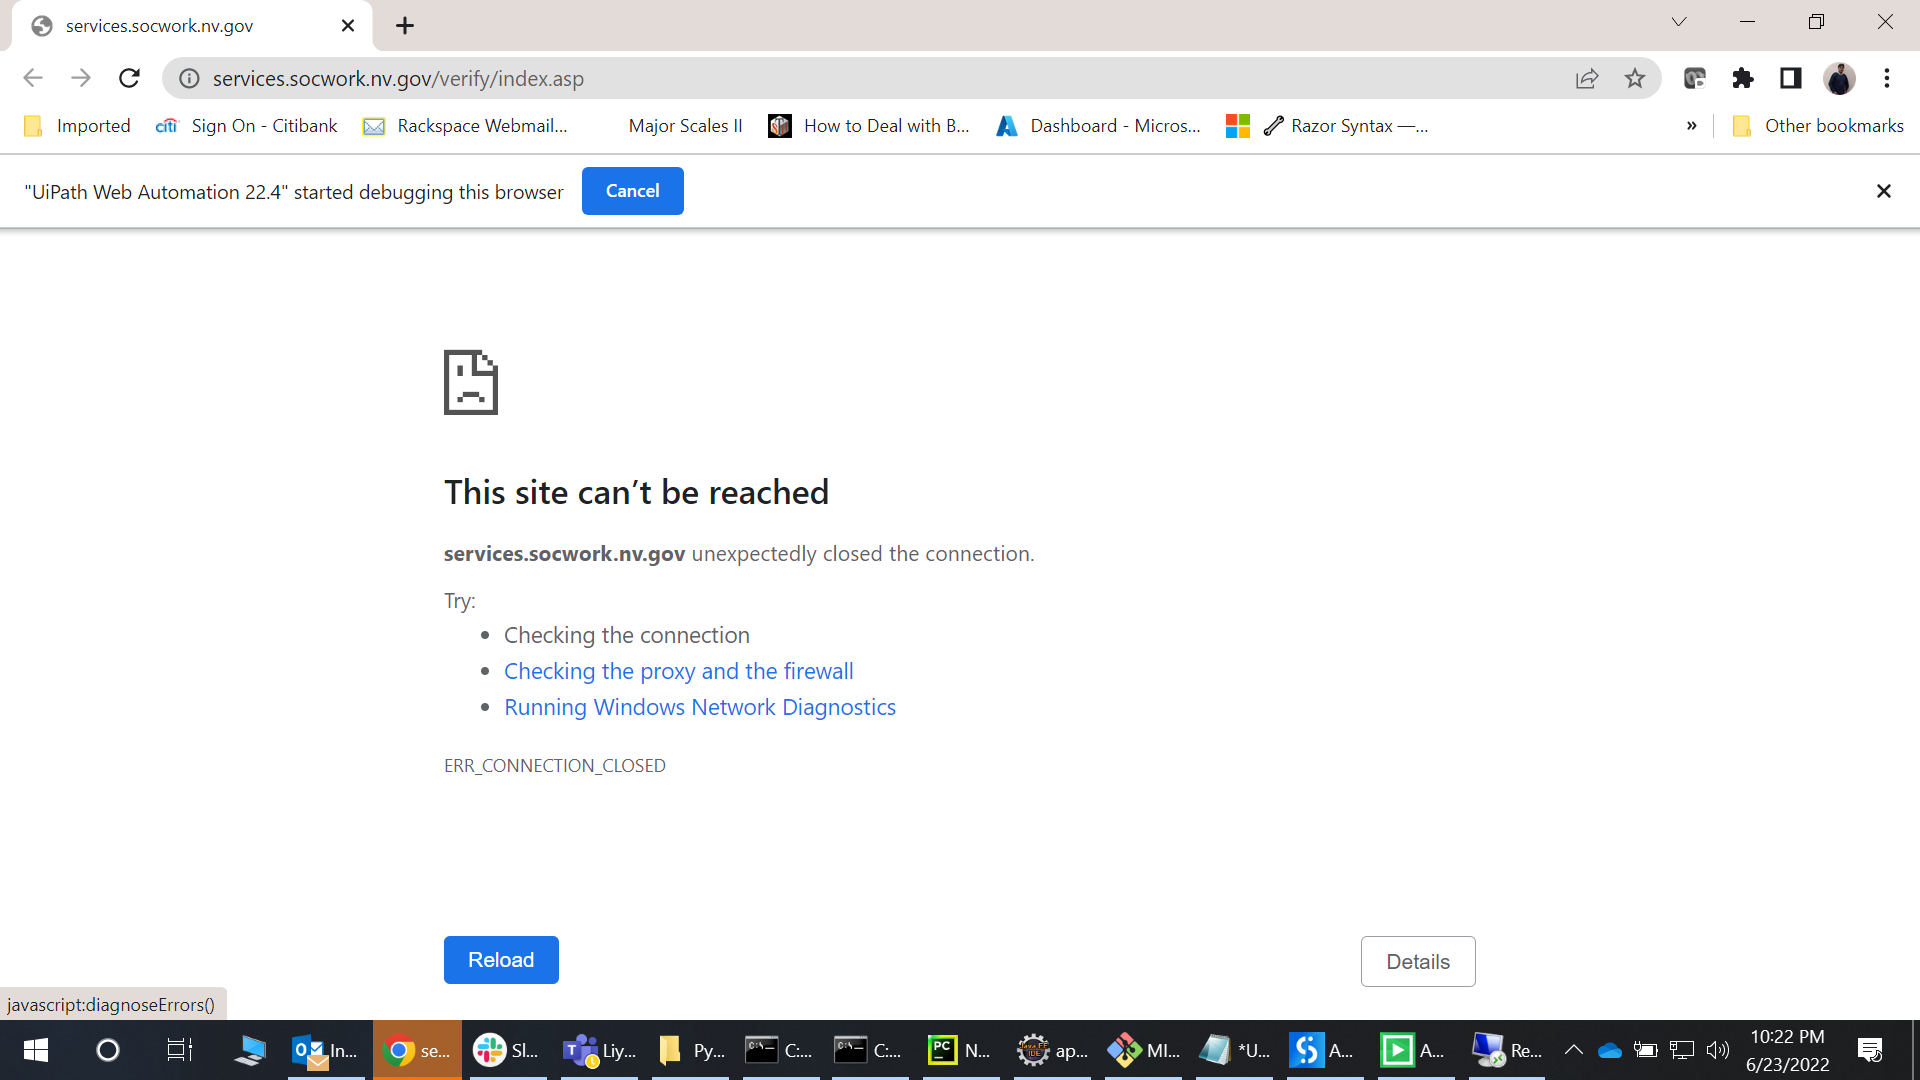 services.socwork.nv.gov
services.socwork.nv.gov/verify/index.asp
Imported
citi Sign On - Citibank
Rackspace Webmail...
Major Scales II
How to Deal with B...
Dashboard - Micros...
Razor Syntax —...
»
Other bookmarks
"UiPath Web Automation 22.4" started debugging this browser
Cancel
This site can't be reached
services.socwork.nv.gov unexpectedly closed the connection.
Try:
• Checking the connection
• Checking the proxy and the firewall
• Running Windows Network Diagnostics
ERR_CONNECTION_CLOSED
Reload
Details
javascript:diagnoseErrors()
In...
se...
Sl...
Liy...
Py...
C:...
C:...
PC N...
ap...
MI...
*U...
A...
A...
Re...
10:22 PM
6/23/2022